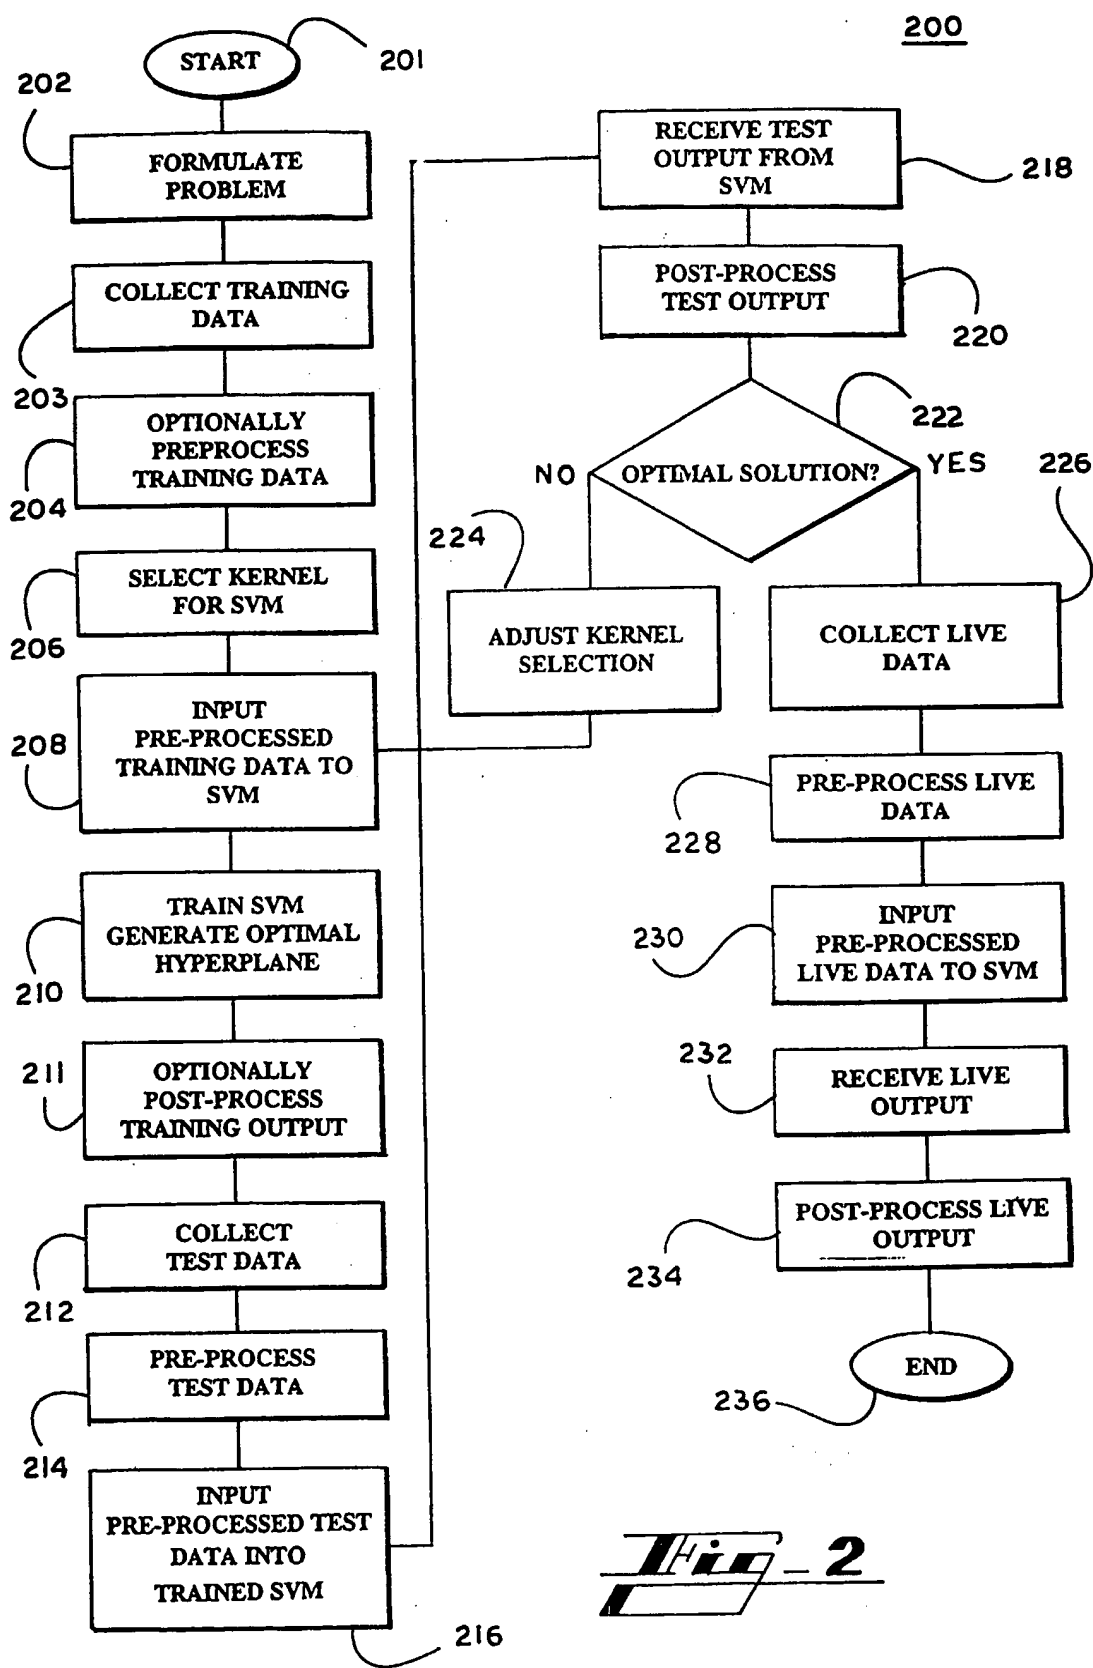 200
START
201
202
FORMULATE
PROBLEM
COLLECT TRAINING
DATA
203
OPTIONALLY
PREPROCESS
TRAINING DATA
204
SELECT KERNEL
FOR SVM
206
INPUT
PRE-PROCESSED
TRAINING DATA TO
SVM
208
TRAIN SVM
GENERATE OPTIMAL
HYPERPLANE
210
211
OPTIONALLY
POST-PROCESS
TRAINING OUTPUT
COLLECT
TEST DATA
212
PRE-PROCESS
TEST DATA
214
INPUT
PRE-PROCESSED TEST
DATA INTO
TRAINED SVM
216
RECEIVE TEST
OUTPUT FROM
SVM
218
POST-PROCESS
TEST OUTPUT
220
222
NO
OPTIMAL SOLUTION?
YES
224
ADJUST KERNEL
SELECTION
226
COLLECT LIVE
DATA
PRE-PROCESS LIVE
DATA
228
INPUT
PRE-PROCESSED
LIVE DATA TO SVM
230
232
RECEIVE LIVE
OUTPUT
POST-PROCESS LIVE
OUTPUT
234
END
236
Fig_2